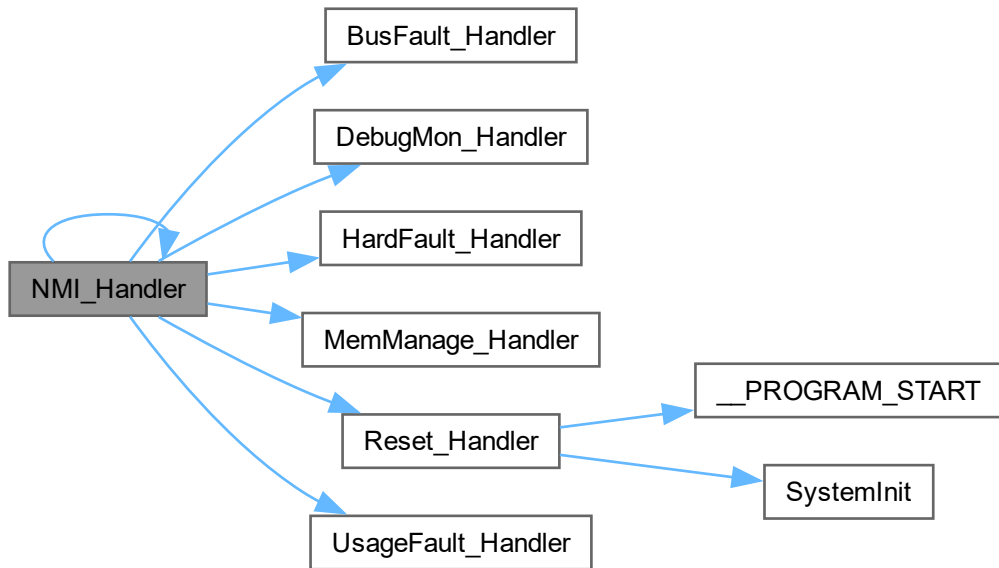 BusFault_Handler
DebugMon_Handler
HardFault_Handler
NMI_Handler
MemManage_Handler
__PROGRAM_START
Reset_Handler
SystemInit
UsageFault_Handler